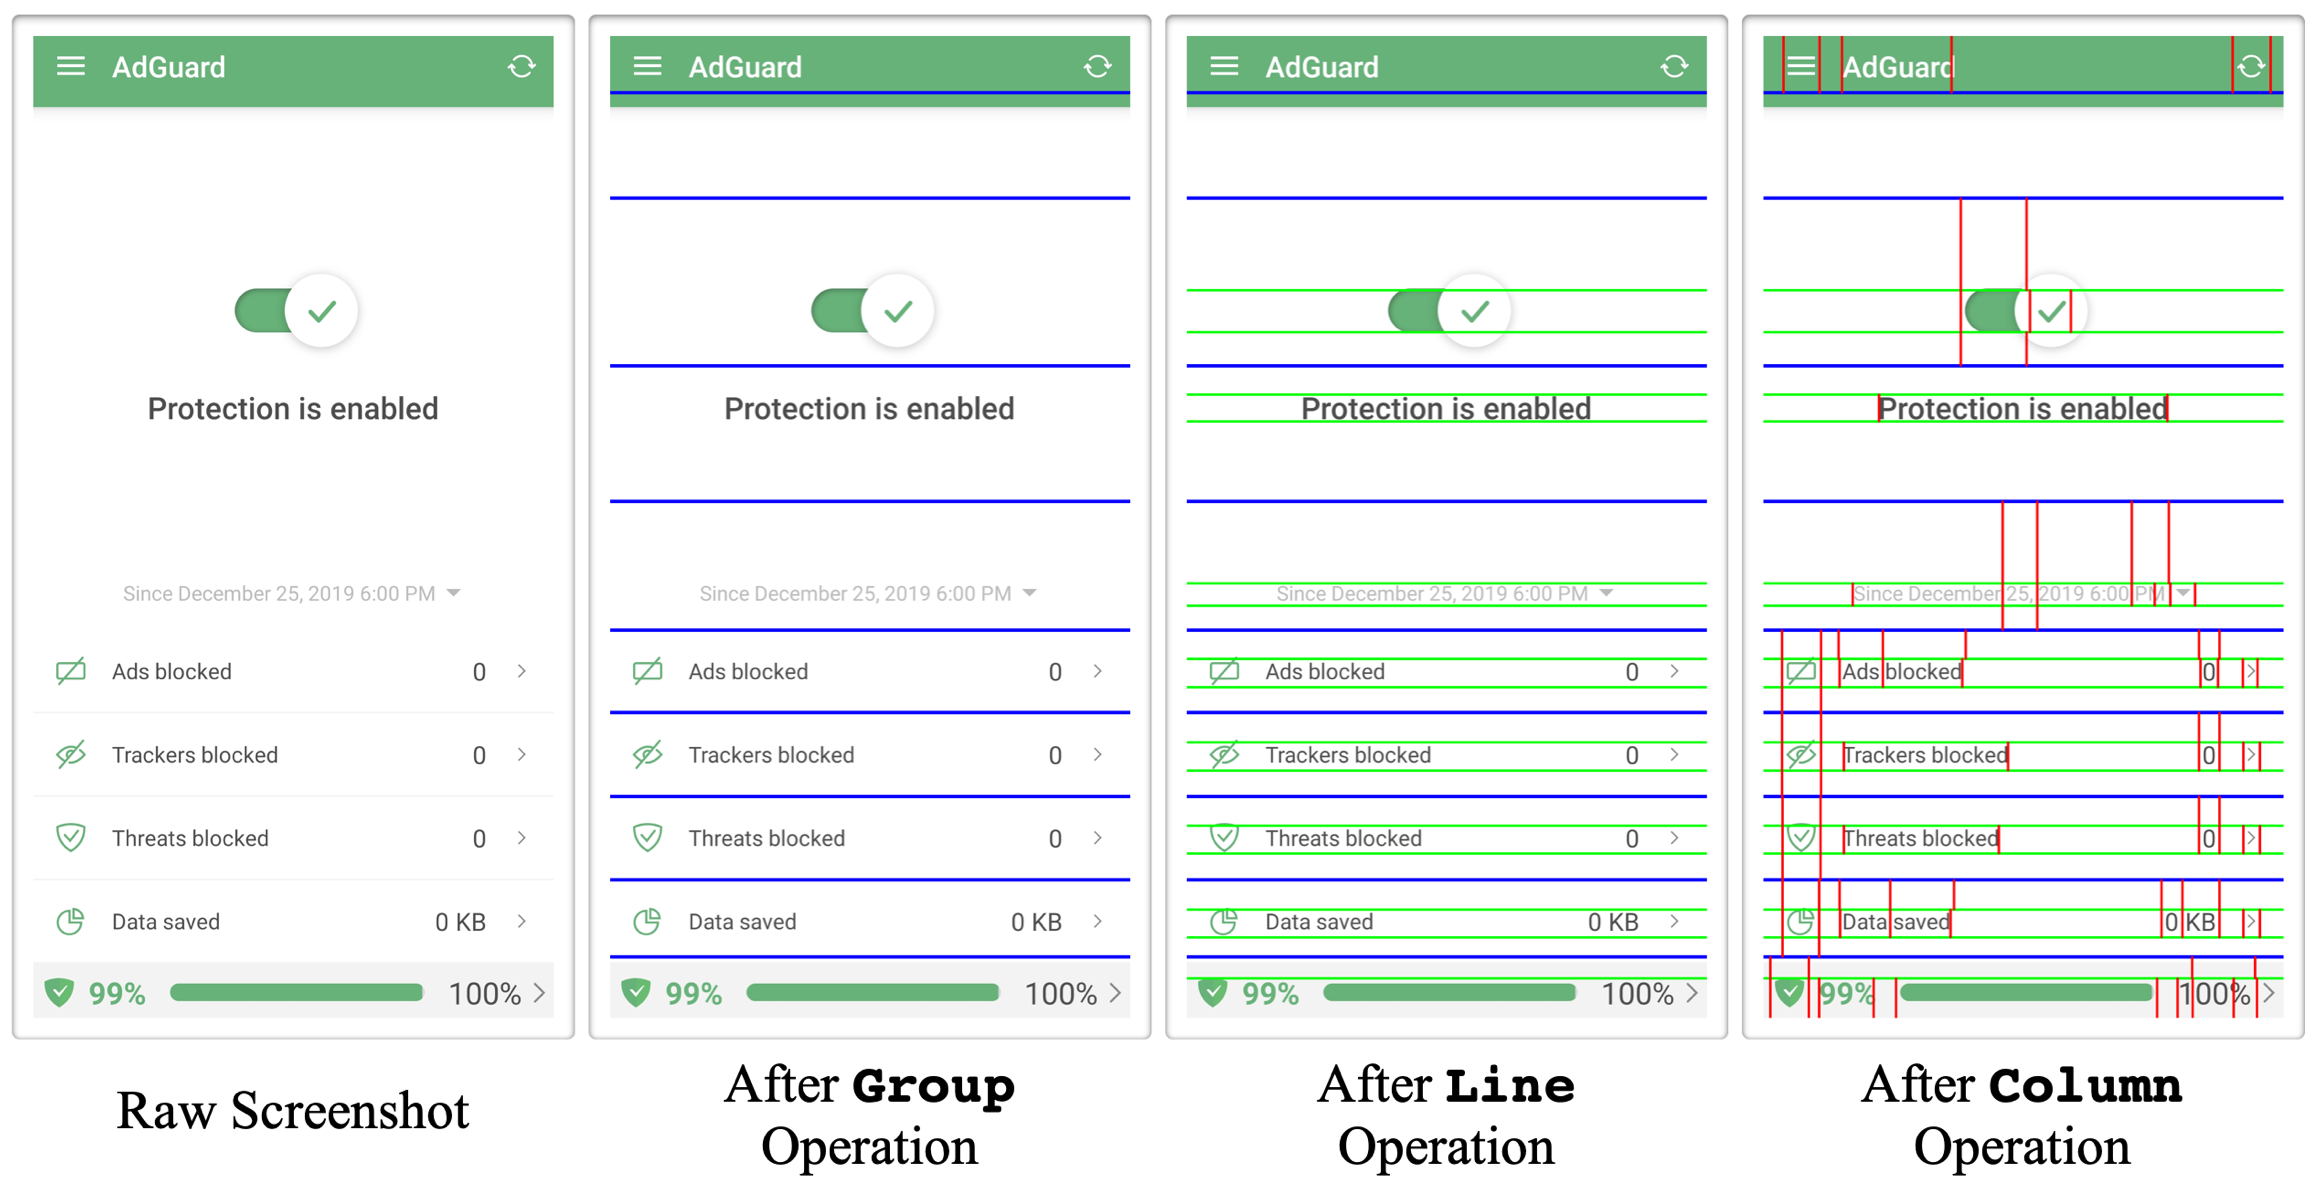 AdGuard
Protection is enabled
Since December 25, 2019 6:00 PM
Ads blocked 0
Trackers blocked 0
Threats blocked 0
Data saved 0 KB
99% 100%
Raw Screenshot
AdGuard
Protection is enabled
Since December 25, 2019 6:00 PM
Ads blocked 0
Trackers blocked 0
Threats blocked 0
Data saved 0 KB
99% 100%
After Group
Operation
AdGuard
Protection is enabled
Since December 25, 2019 6:00 PM
Ads blocked 0
Trackers blocked 0
Threats blocked 0
Data saved 0 KB
99% 100%
After Line
Operation
AdGuard
Protection is enabled
Since December 25, 2019 6:00 PM
Ads blocked 0
Trackers blocked 0
Threats blocked 0
Data saved 0 KB
99% 100%
After Column
Operation